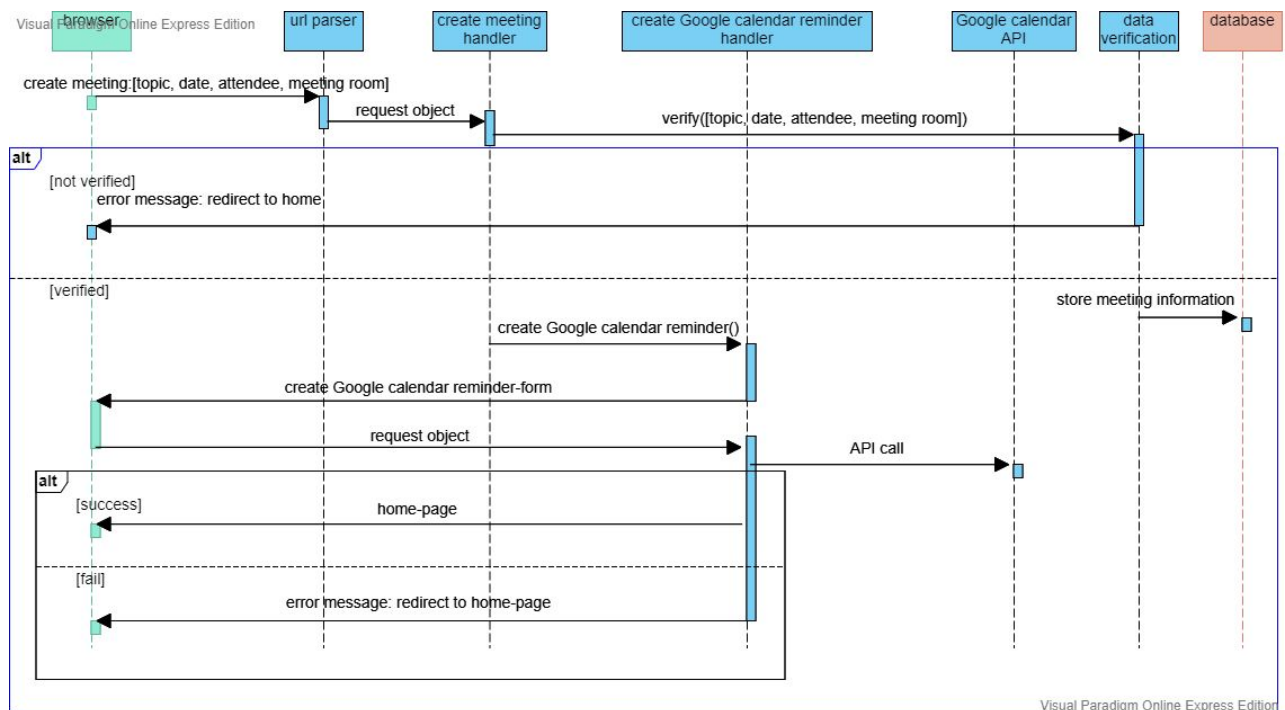 Visual Paradigm Online Express Edition
browser
url parser
create meeting
handler
create Google calendar reminder
handler
Google calendar
API
data
verification
database
create meeting:[topic, date, attendee, meeting room]
request object
verify([topic, date, attendee, meeting room])
alt
[not verified]
error message: redirect to home
[verified]
store meeting information
create Google calendar reminder()
create Google calendar reminder-form
request object
API call
alt
[success]
home-page
[fail]
error message: redirect to home-page
Visual Paradigm Online Express Edition